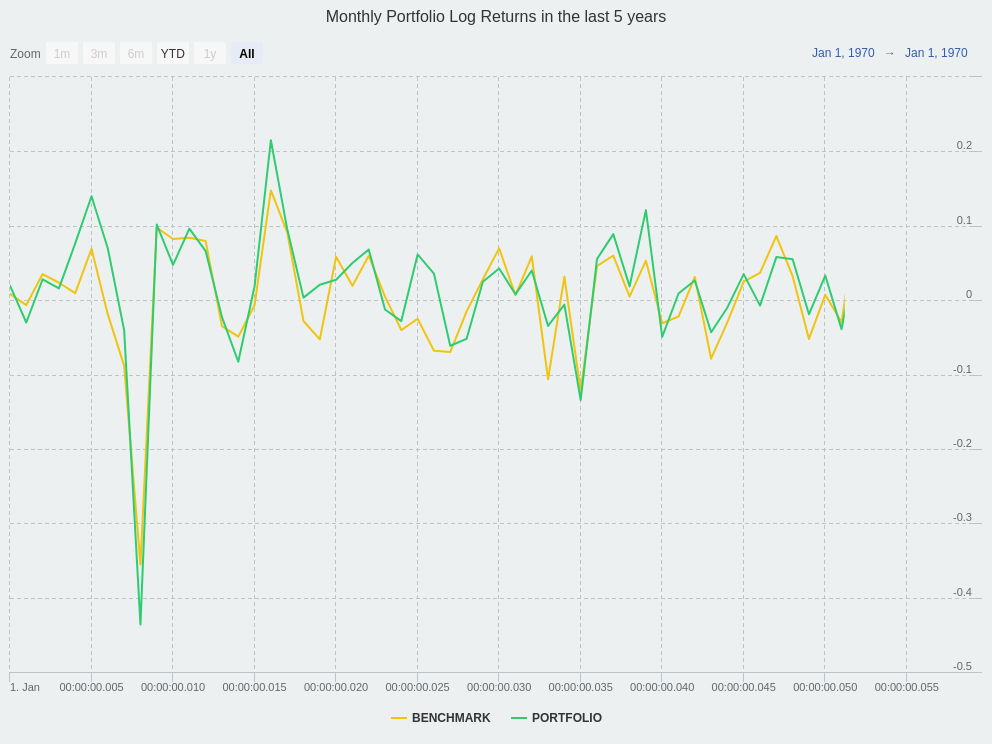 Monthly Portfolio Log Returns in the last 5 years
Zoom 1m 3m 6m YTD 1y All Jan 1, 1970 → Jan 1, 1970
0.2
0.1
0
-0.1
-0.2
-0.3
-0.4
-0.5
1. Jan 00:00:00.005 00:00:00.010 00:00:00.015 00:00:00.020 00:00:00.025 00:00:00.030 00:00:00.035 00:00:00.040 00:00:00.045 00:00:00.050 00:00:00.055
BENCHMARK PORTFOLIO